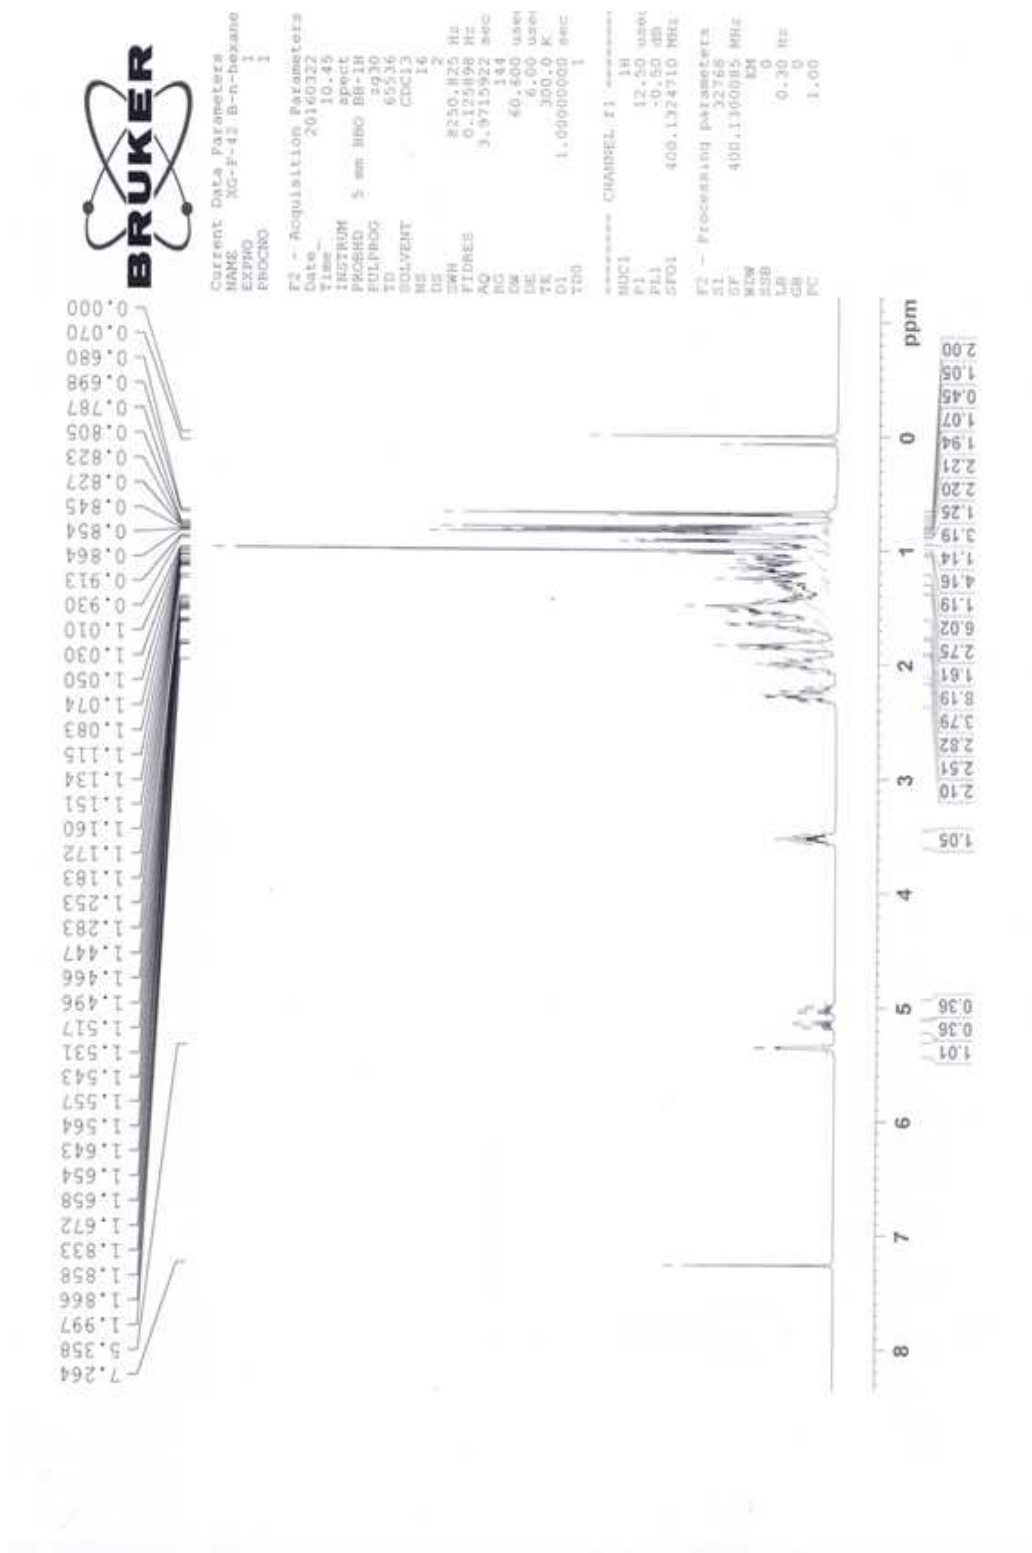 BRUKER
Current Data Parameters
NAME XG-F-42 B-n-hexane
EXPNO 1
PROCNO 1
F2 - Acquisition Parameters
Date_ 20160322
Time 10.45
INSTRUM spect
PROBHD 5 mm BBO BB-1H
PULPROG zg30
TD 65536
SOLVENT CDCl3
NS 16
DS 2
SWH 8250.825 Hz
FIDRES 0.125898 Hz
AQ 3.9715922 sec
RG 144
DW 60.600 usec
DE 6.00 usec
TE 300.0 K
D1 1.00000000 sec
TD0 1
======== CHANNEL f1 ========
NUC1 1H
P1 12.50 usec
PL1 -0.50 dB
SFO1 400.1324710 MHz
F2 - Processing parameters
SI 32768
SF 400.1300085 MHz
WDW EM
SSB 0
LB 0.30 Hz
GB 0
PC 1.00
7.264
5.358
1.997
1.866
1.858
1.833
1.672
1.658
1.654
1.643
1.564
1.557
1.543
1.531
1.517
1.496
1.466
1.447
1.283
1.253
1.183
1.172
1.160
1.151
1.134
1.115
1.083
1.074
1.050
1.030
1.010
0.930
0.913
0.864
0.854
0.845
0.827
0.823
0.805
0.787
0.698
0.680
0.070
0.000
8 7 6 5 4 3 2 1 0 ppm
1.01
0.36
0.36
1.05
2.10
2.51
2.82
3.79
8.19
1.61
2.75
6.02
1.19
4.16
1.14
3.19
1.25
2.20
2.21
1.94
1.07
0.45
1.05
2.00